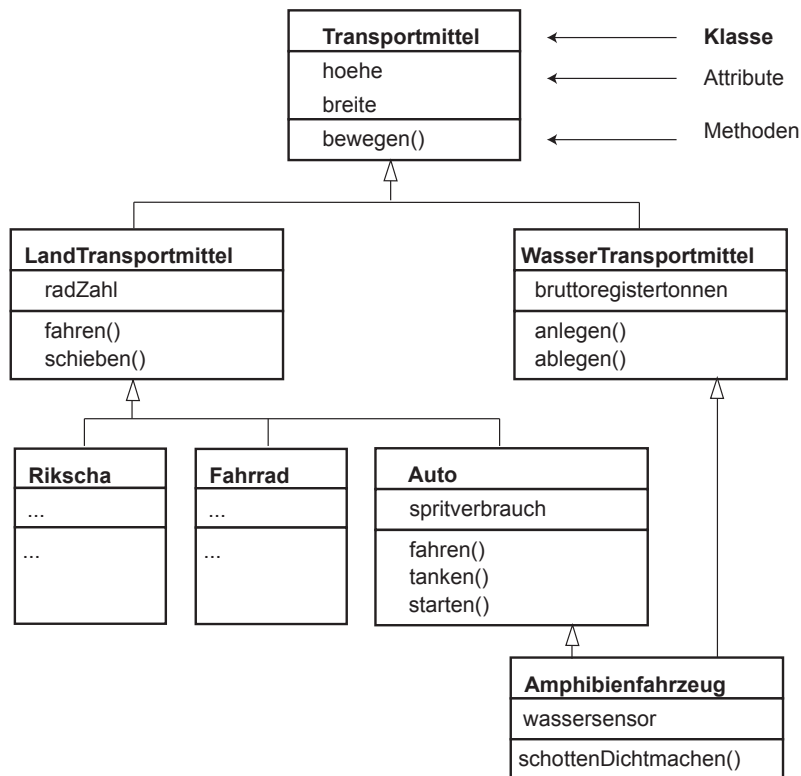 Transportmittel
Klasse
hoehe
Attribute
breite
bewegen()
Methoden
LandTransportmittel
radZahl
fahren()
schieben()
WasserTransportmittel
bruttoregistertonnen
anlegen()
ablegen()
Rikscha
...
...
Fahrrad
...
...
Auto
spritverbrauch
fahren()
tanken()
starten()
Amphibienfahrzeug
wassersensor
schottenDichtmachen()